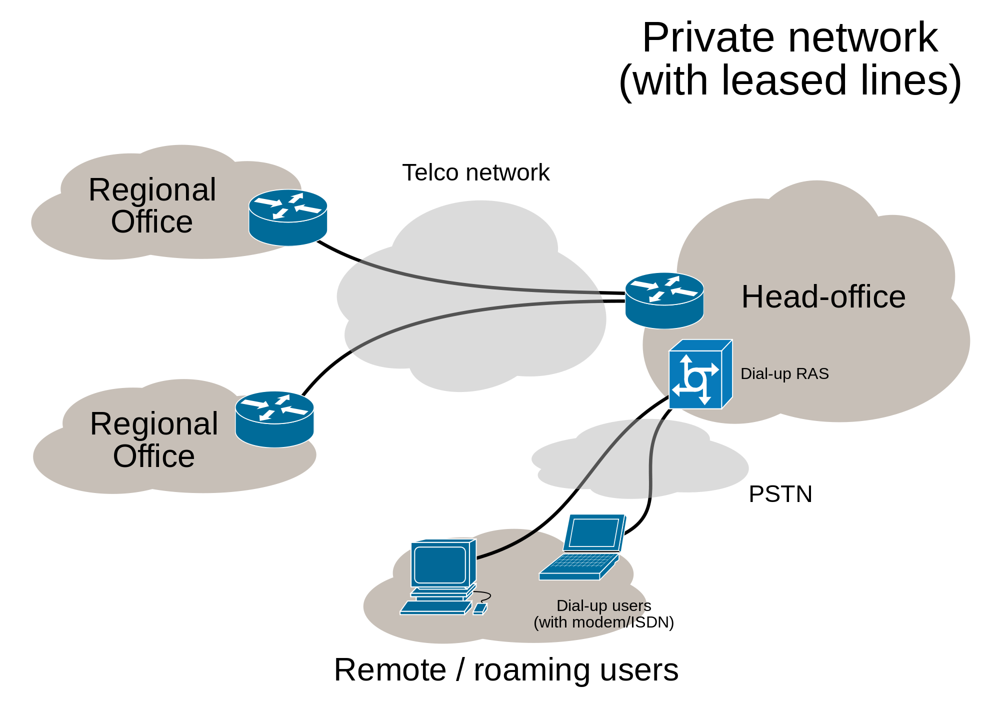 Private network
(with leased lines)
Telco network
Regional
Office
Head-office
Dial-up RAS
Regional
Office
PSTN
Dial-up users
(with modem/ISDN)
Remote / roaming users